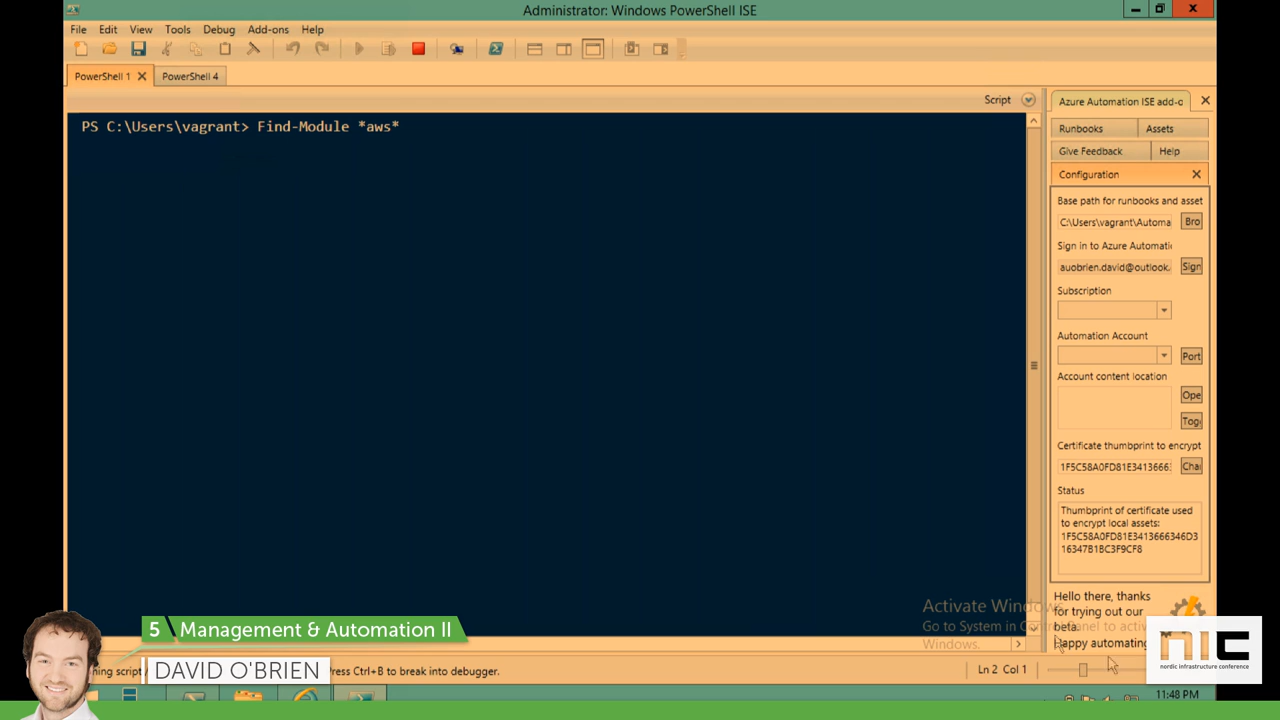 Administrator: Windows PowerShell ISE
File Edit View Tools Debug Add-ons Help
PowerShell 1
PowerShell 4
Script
PS C:\Users\vagrant> Find-Module *aws*
Azure Automation ISE add-o
Runbooks
Assets
Give Feedback
Help
Configuration
Base path for runbooks and asset
C:\Users\vagrant\Automa
Bro
Sign in to Azure Automati
auobrien.david@outlook.
Sign
Subscription
Automation Account
Port
Account content location
Ope
Tog
Certificate thumbprint to encrypt
1F5C58A0FD81E3413666
Cha
Status
Thumbprint of certificate used
to encrypt local assets:
1F5C58A0FD81E3413666346D3
16347B1BC3F9CF8
Hello there, thanks
for trying out our
beta.
Happy automating
Activate Windows
Go to System in Control Panel to activ
Windows.
5 Management & Automation II
DAVID O'BRIEN
ning script
Press Ctrl+B to break into debugger.
Ln 2 Col 1
nic
nordic infrastructure conference
11:48 PM